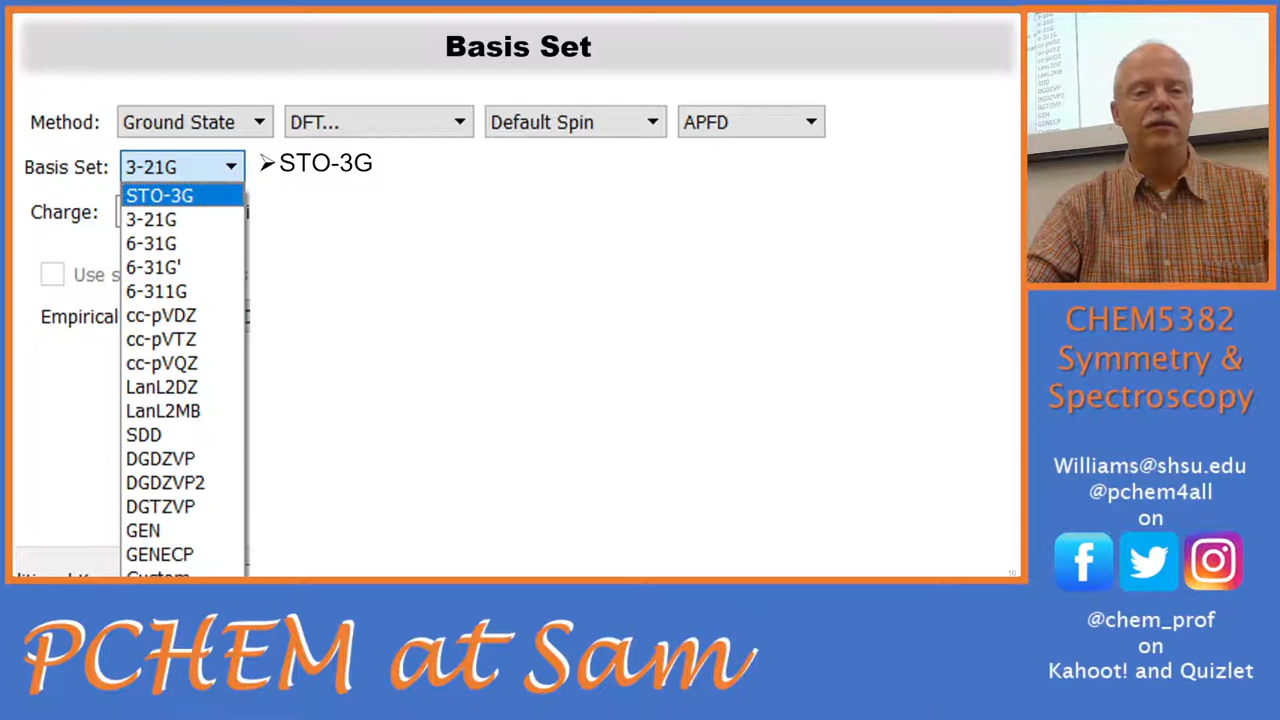 Basis Set
Method: Ground State DFT... Default Spin APFD
Basis Set: 3-21G ➢STO-3G
STO-3G
Charge:
3-21G
6-31G
6-31G'
Use s
6-311G
Empirical
cc-pVDZ
cc-pVTZ
cc-pVQZ
LanL2DZ
LanL2MB
SDD
DGDZVP
DGDZVP2
DGTZVP
GEN
GENECP
16
CHEM5382
Symmetry &
Spectroscopy
Williams@shsu.edu
@pchem4all
on
@chem_prof
on
Kahoot! and Quizlet
PCHEM at Sam